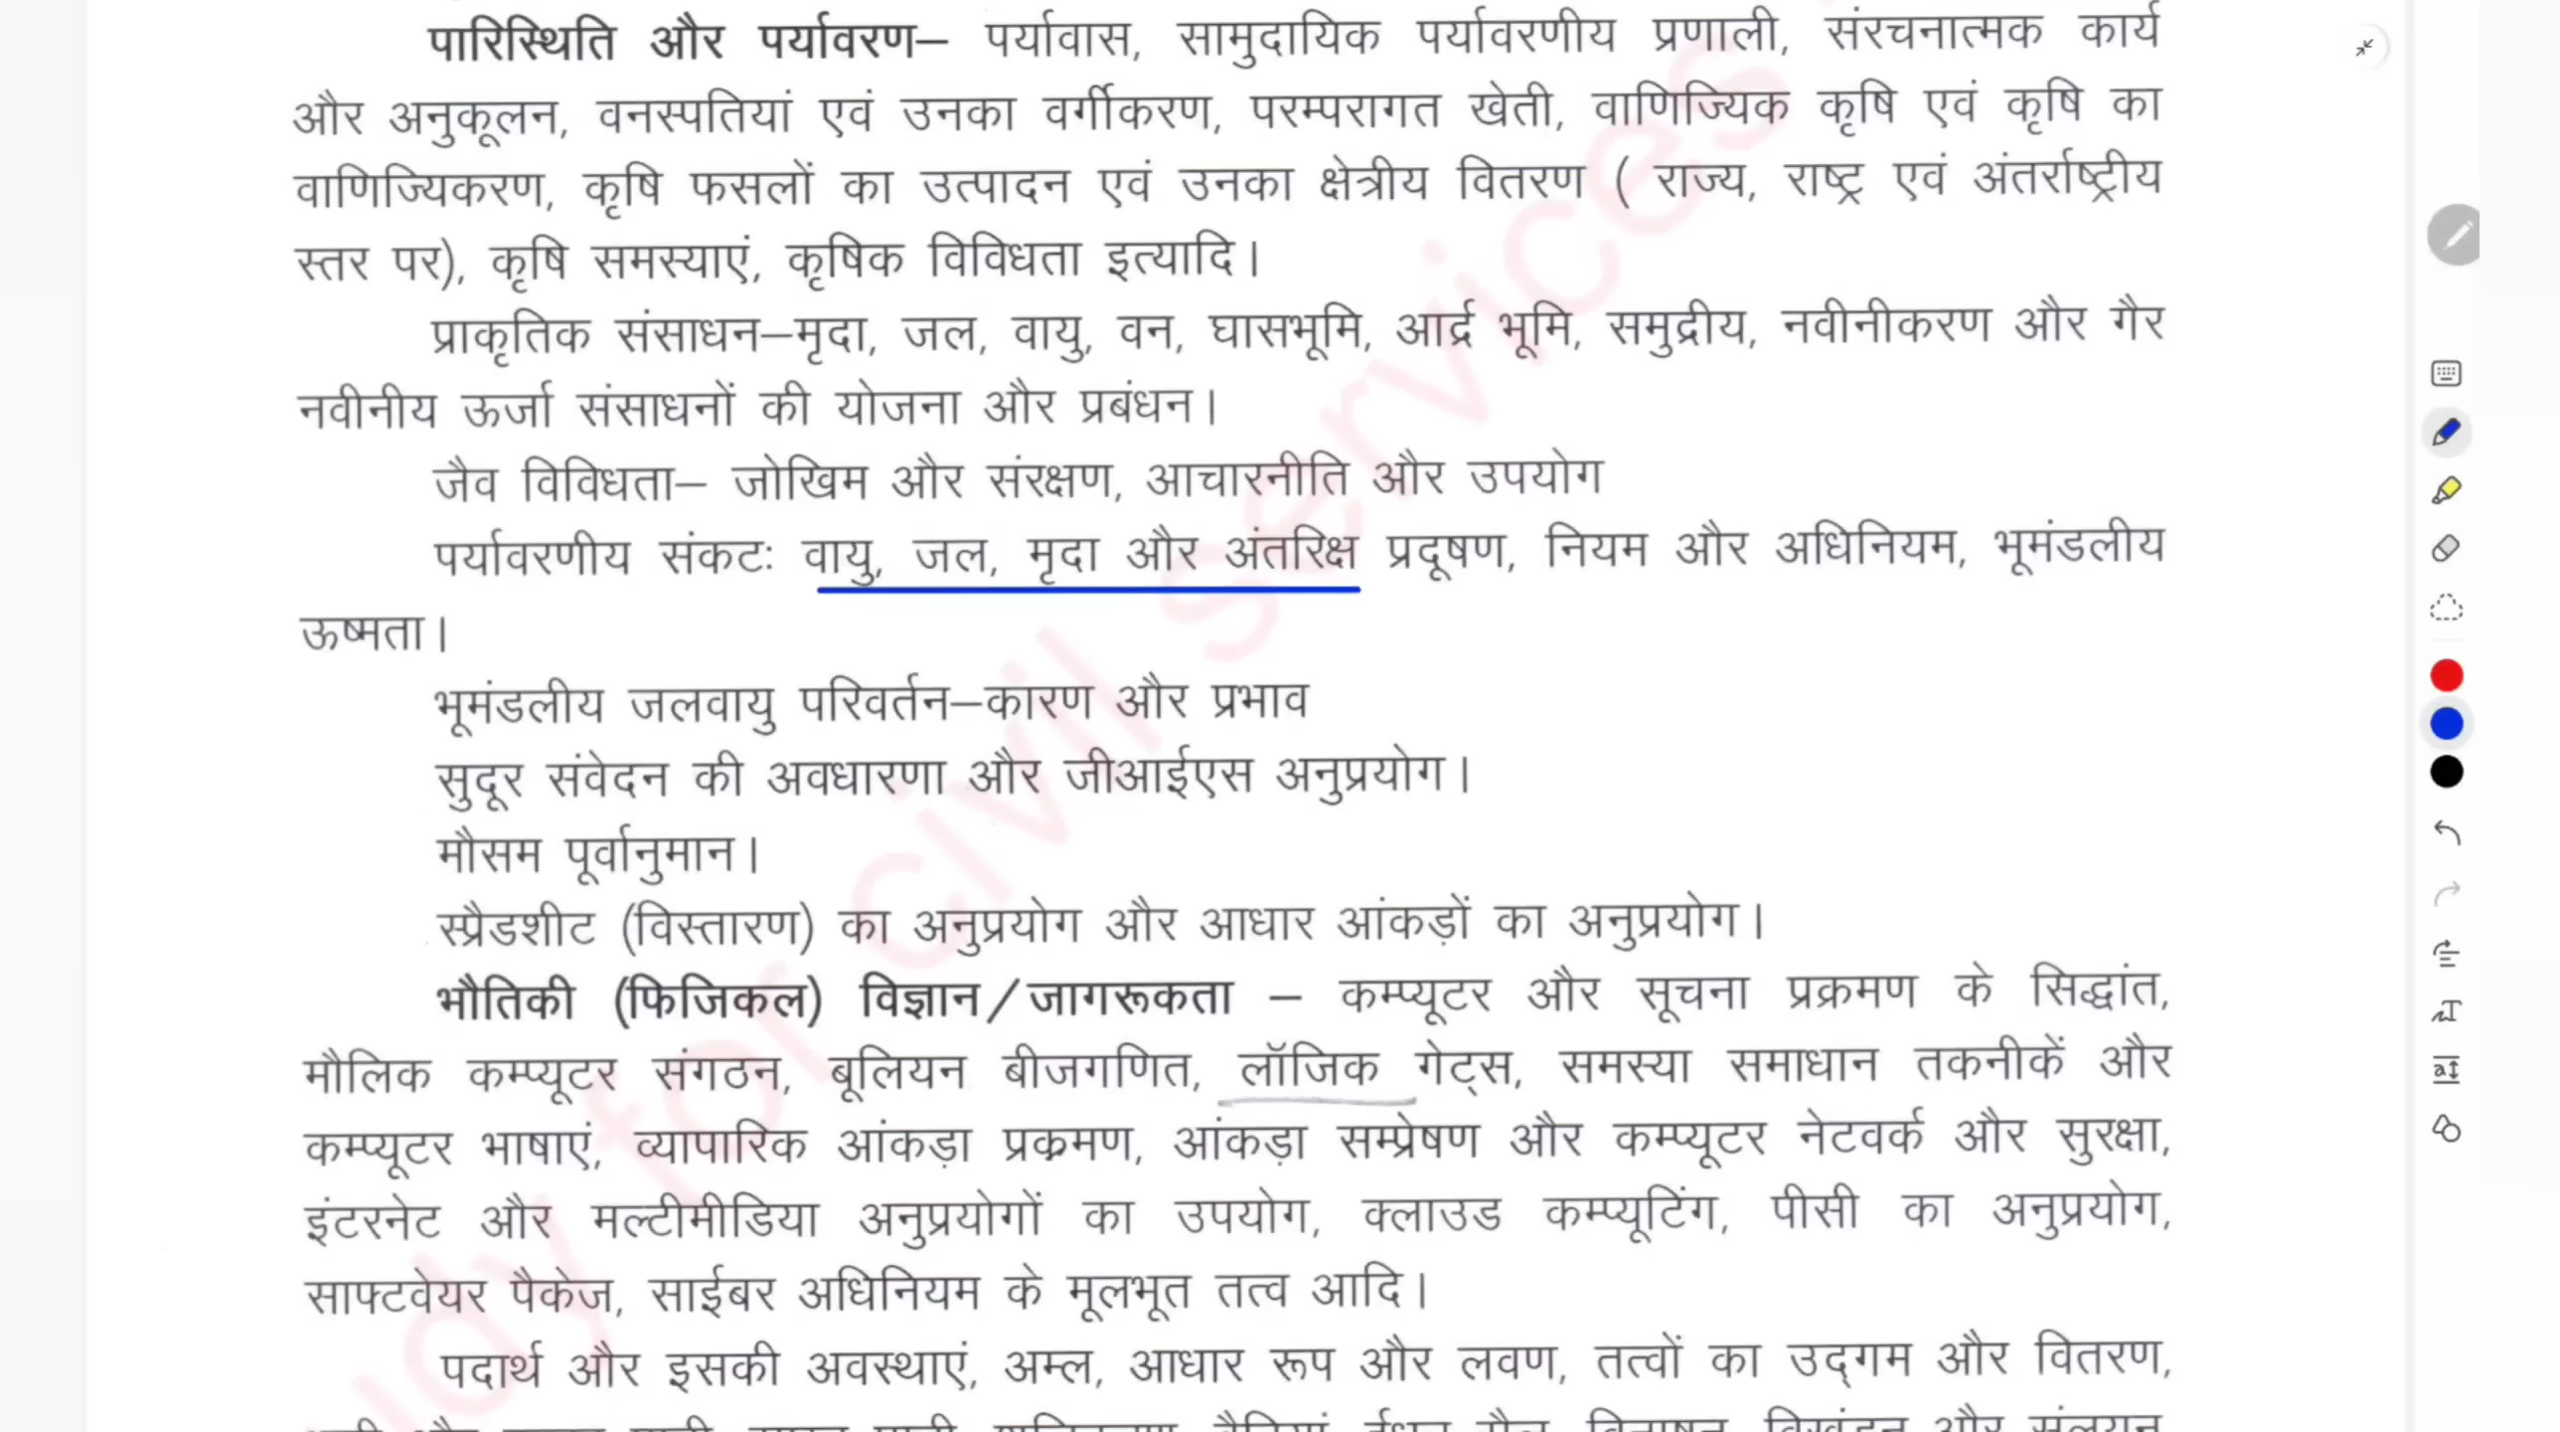 पारिस्थिति और पर्यावरण– पर्यावास, सामुदायिक पर्यावरणीय प्रणाली, संरचनात्मक कार्य
और अनुकूलन, वनस्पतियां एवं उनका वर्गीकरण, परम्परागत खेती, वाणिज्यिक कृषि एवं कृषि का
वाणिज्यिकरण, कृषि फसलों का उत्पादन एवं उनका क्षेत्रीय वितरण ( राज्य, राष्ट्र एवं अंतर्राष्ट्रीय
स्तर पर), कृषि समस्याएं, कृषिक विविधता इत्यादि।
प्राकृतिक संसाधन–मृदा, जल, वायु, वन, घासभूमि, आर्द्र भूमि, समुद्रीय, नवीनीकरण और गैर
नवीनीय ऊर्जा संसाधनों की योजना और प्रबंधन।
जैव विविधता– जोखिम और संरक्षण, आचारनीति और उपयोग
पर्यावरणीय संकटः वायु, जल, मृदा और अंतरिक्ष प्रदूषण, नियम और अधिनियम, भूमंडलीय
ऊष्मता।
भूमंडलीय जलवायु परिवर्तन–कारण और प्रभाव
सुदूर संवेदन की अवधारणा और जीआईएस अनुप्रयोग।
मौसम पूर्वानुमान।
स्प्रैडशीट (विस्तारण) का अनुप्रयोग और आधार आंकड़ों का अनुप्रयोग।
भौतिकी (फिजिकल) विज्ञान/जागरूकता – कम्प्यूटर और सूचना प्रक्रमण के सिद्धांत,
मौलिक कम्प्यूटर संगठन, बूलियन बीजगणित, लॉजिक गेट्स, समस्या समाधान तकनीकें और
कम्प्यूटर भाषाएं, व्यापारिक आंकड़ा प्रक्रमण, आंकड़ा सम्प्रेषण और कम्प्यूटर नेटवर्क और सुरक्षा,
इंटरनेट और मल्टीमीडिया अनुप्रयोगों का उपयोग, क्लाउड कम्प्यूटिंग, पीसी का अनुप्रयोग,
साफ्टवेयर पैकेज, साईबर अधिनियम के मूलभूत तत्व आदि।
पदार्थ और इसकी अवस्थाएं, अम्ल, आधार रूप और लवण, तत्वों का उद्गम और वितरण,
for civil services